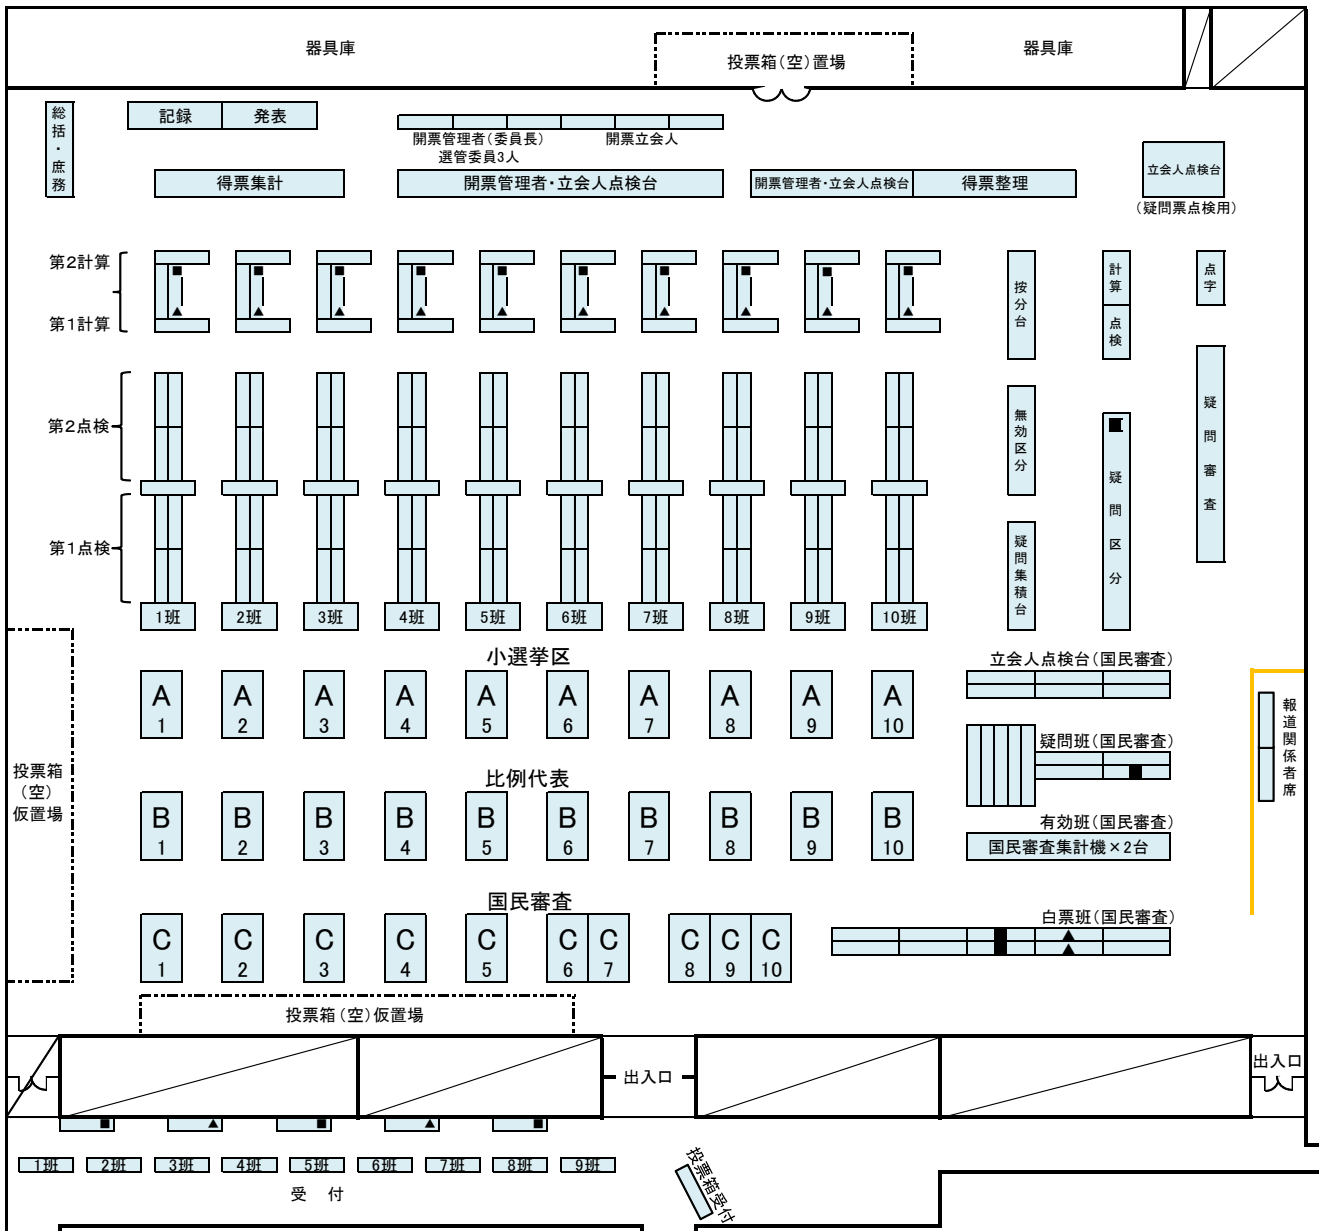 器具庫
投票箱（空）置場
器具庫
総括・庶務
記録
発表
開票管理者（委員長）
選管委員3人
開票立会人
得票集計
開票管理者・立会人点検台
開票管理者・立会人点検台
得票整理
立会人点検台
（疑問票点検用）
第2計算
第1計算
按分台
計算
点検
点字
第2点検
第1点検
無効区分
疑問区分
疑問審査
疑問集積台
1班
2班
3班
4班
5班
6班
7班
8班
9班
10班
小選挙区
A 1
A 2
A 3
A 4
A 5
A 6
A 7
A 8
A 9
A 10
立会人点検台（国民審査）
報道関係者席
投票箱
（空）
仮置場
疑問班（国民審査）
比例代表
B 1
B 2
B 3
B 4
B 5
B 6
B 7
B 8
B 9
B 10
有効班（国民審査）
国民審査集計機×2台
国民審査
C 1
C 2
C 3
C 4
C 5
C 6
C 7
C 8
C 9
C 10
白票班（国民審査）
投票箱（空）仮置場
出入口
出入口
1班
2班
3班
4班
5班
6班
7班
8班
9班
受　付
投票箱受付